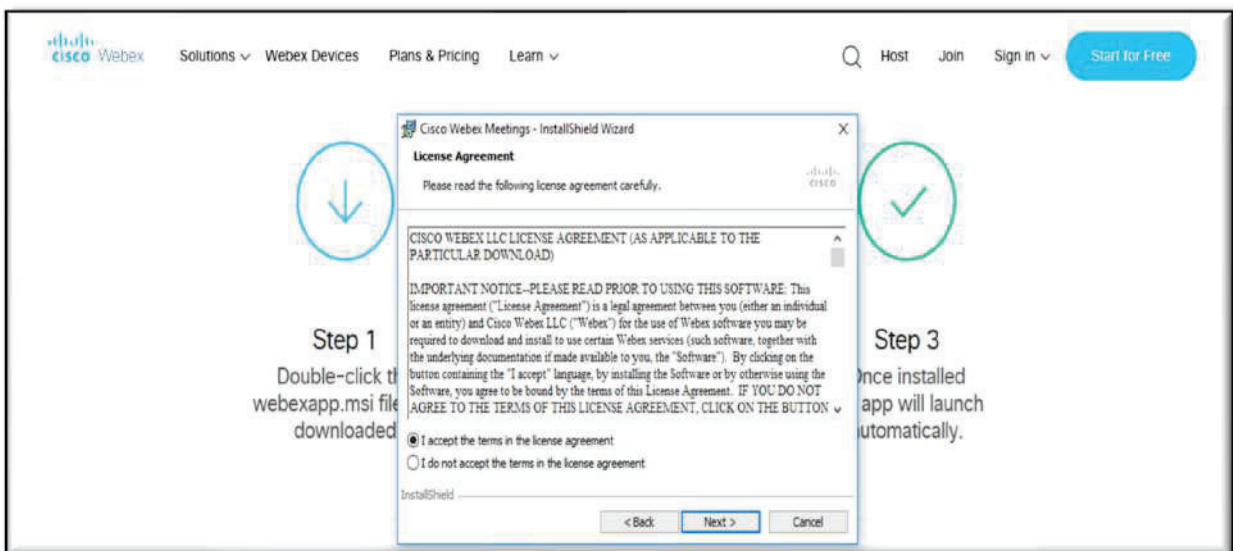 CISCO Webex Solutions Webex Devices Plans & Pricing Learn Host Join Sign in Start for Free
Cisco Webex Meetings - InstallShield Wizard X
License Agreement
Please read the following license agreement carefully.
CISCO
CISCO WEBEX LLC LICENSE AGREEMENT (AS APPLICABLE TO THE
PARTICULAR DOWNLOAD)
IMPORTANT NOTICE--PLEASE READ PRIOR TO USING THIS SOFTWARE: This
license agreement ("License Agreement") is a legal agreement between you (either an individual
or an entity) and Cisco Webex LLC ("Webex") for the use of Webex software you may be
required to download and install to use certain Webex services (such software, together with
the underlying documentation if made available to you, the "Software"). By clicking on the
button containing the "I accept" language, by installing the Software or by otherwise using the
Software, you agree to be bound by the terms of this License Agreement. IF YOU DO NOT
AGREE TO THE TERMS OF THIS LICENSE AGREEMENT, CLICK ON THE BUTTON
I accept the terms in the license agreement
I do not accept the terms in the license agreement
InstallShield
< Back Next > Cancel
Step 1
Double-click th
webexapp.msi file
downloaded
Step 3
Once installed
app will launch
automatically.